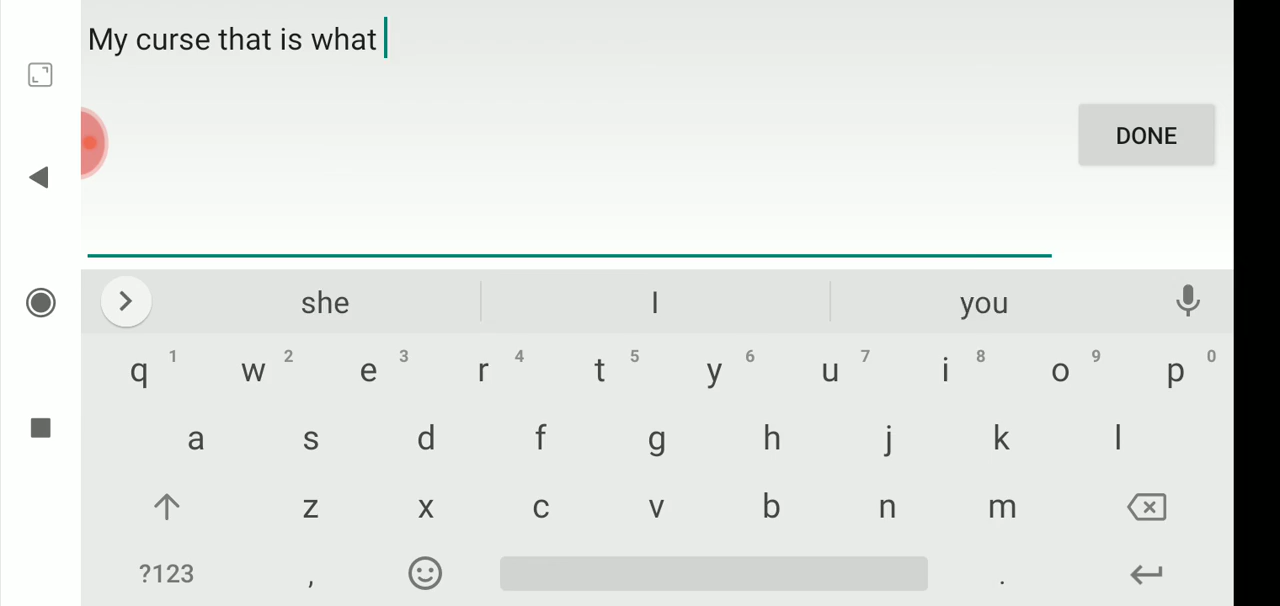 My curse that is what
DONE
she I you
q 1 w 2 e 3 r 4 t 5 y 6 u 7 i 8 o 9 p 0
a s d f g h j k l
z x c v b n m
?123 , .